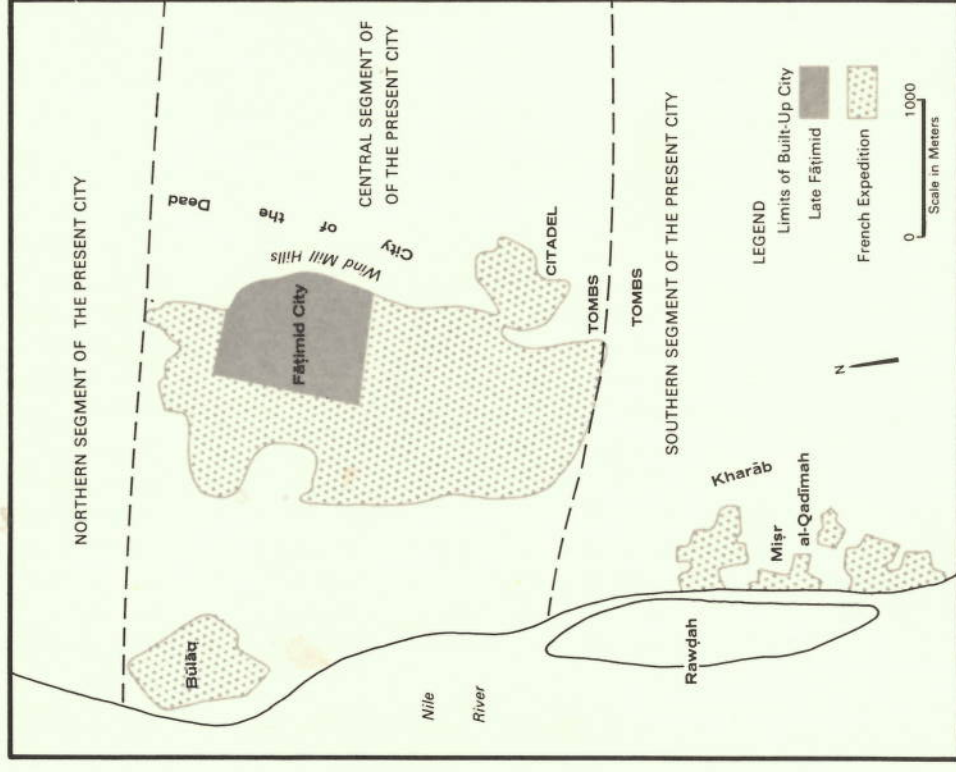 NORTHERN SEGMENT OF THE PRESENT CITY
CENTRAL SEGMENT OF
OF THE PRESENT CITY
City of the Dead
Wind Mill Hills
Fāṭimid City
Būlāq
CITADEL
TOMBS
TOMBS
Nile
River
SOUTHERN SEGMENT OF THE PRESENT CITY
Kharāb
Miṣr
al-Qadīmah
Rawḍah
N
LEGEND
Limits of Built-Up City
Late Fāṭimid
French Expedition
0 1000
Scale in Meters